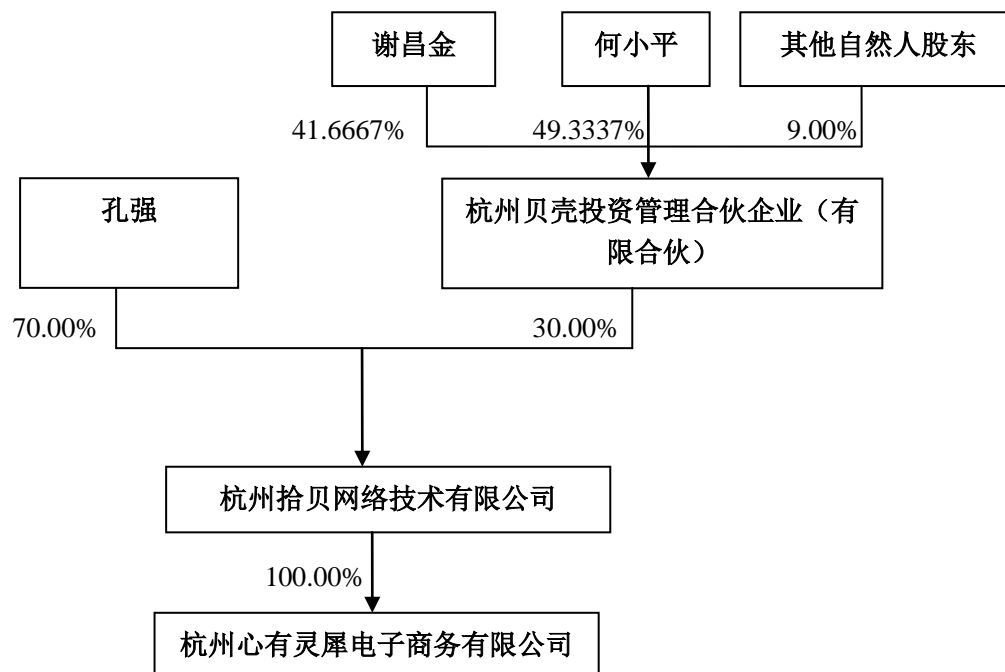 谢昌金
何小平
其他自然人股东
41.6667%
49.3337%
9.00%
孔强
杭州贝壳投资管理合伙企业（有
限合伙）
70.00%
30.00%
杭州拾贝网络技术有限公司
100.00%
杭州心有灵犀电子商务有限公司